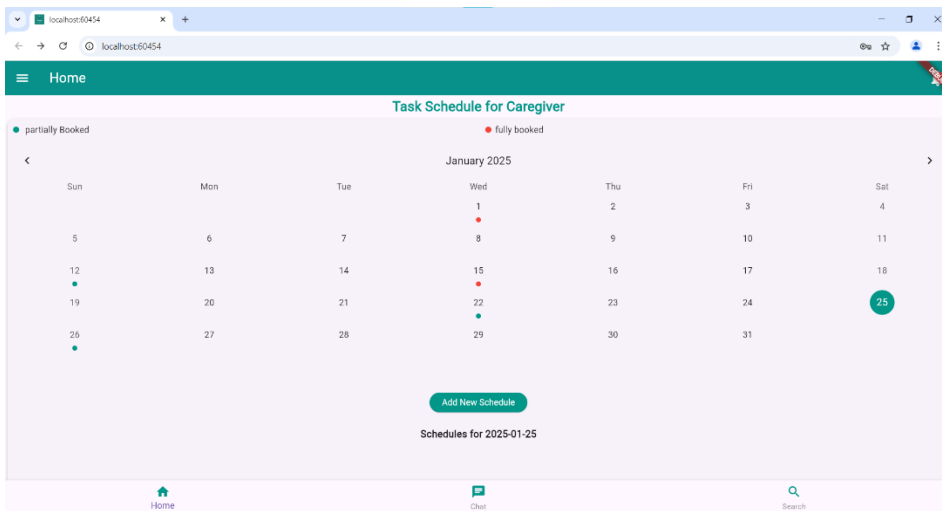 localhost:60454
localhost:60454
Home
DEBUG
Task Schedule for Caregiver
partially Booked fully booked
January 2025
Sun Mon Tue Wed Thu Fri Sat
1 2 3 4
5 6 7 8 9 10 11
12 13 14 15 16 17 18
19 20 21 22 23 24 25
26 27 28 29 30 31
Add New Schedule
Schedules for 2025-01-25
Home Chat Search